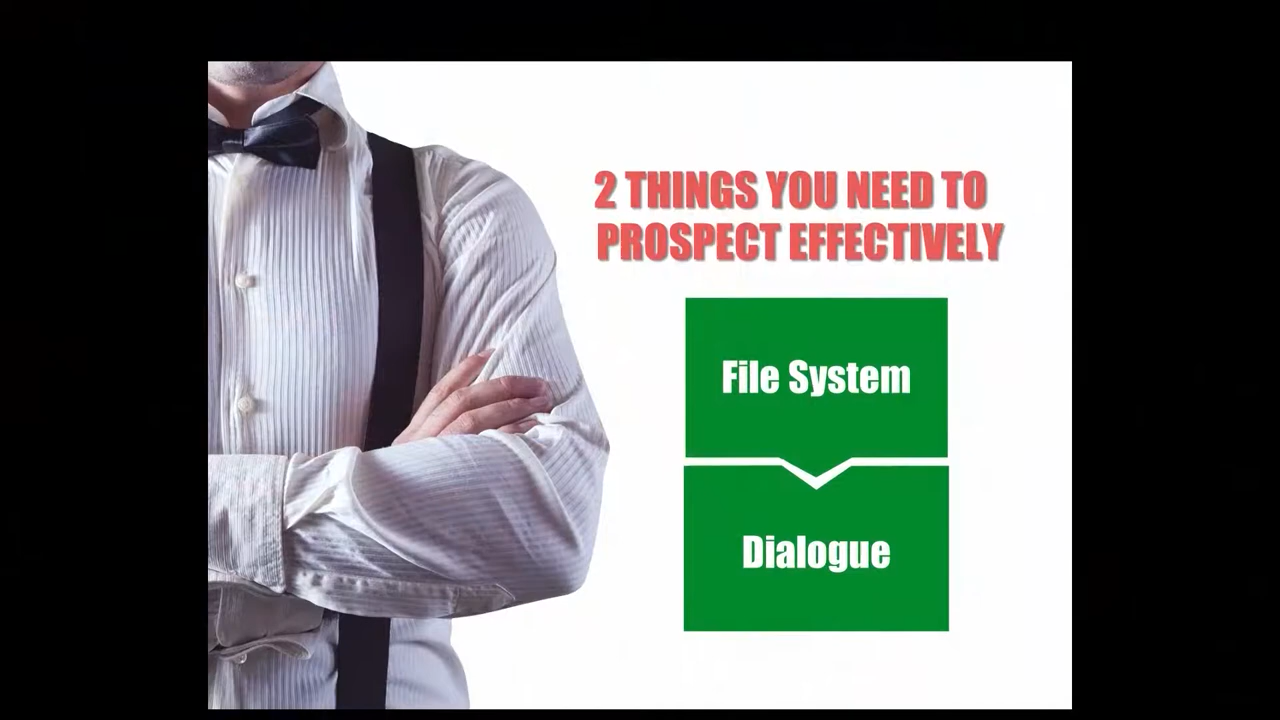 2 THINGS YOU NEED TO
PROSPECT EFFECTIVELY
File System
Dialogue